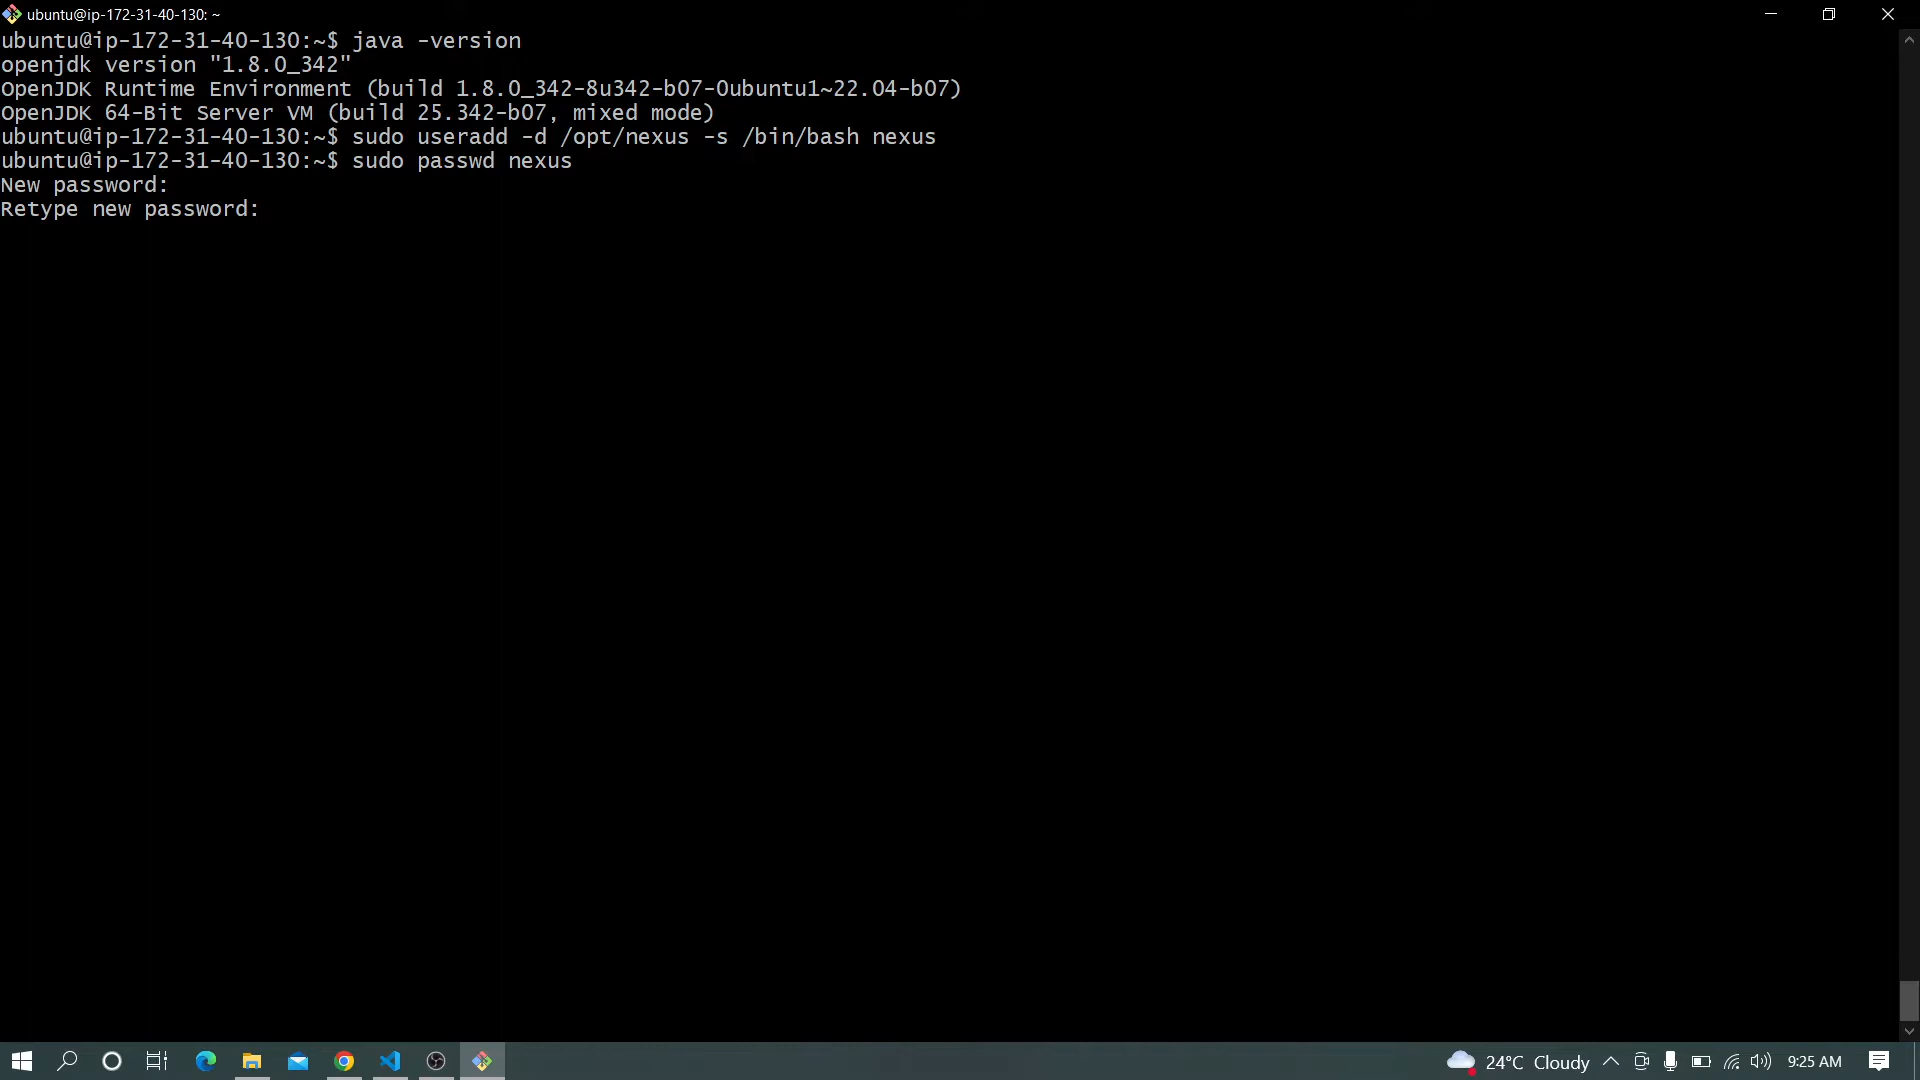 ubuntu@ip-172-31-40-130: ~
ubuntu@ip-172-31-40-130:~$ java -version
openjdk version "1.8.0_342"
OpenJDK Runtime Environment (build 1.8.0_342-8u342-b07-0ubuntu1~22.04-b07)
OpenJDK 64-Bit Server VM (build 25.342-b07, mixed mode)
ubuntu@ip-172-31-40-130:~$ sudo useradd -d /opt/nexus -s /bin/bash nexus
ubuntu@ip-172-31-40-130:~$ sudo passwd nexus
New password:
Retype new password:
24°C Cloudy 9:25 AM